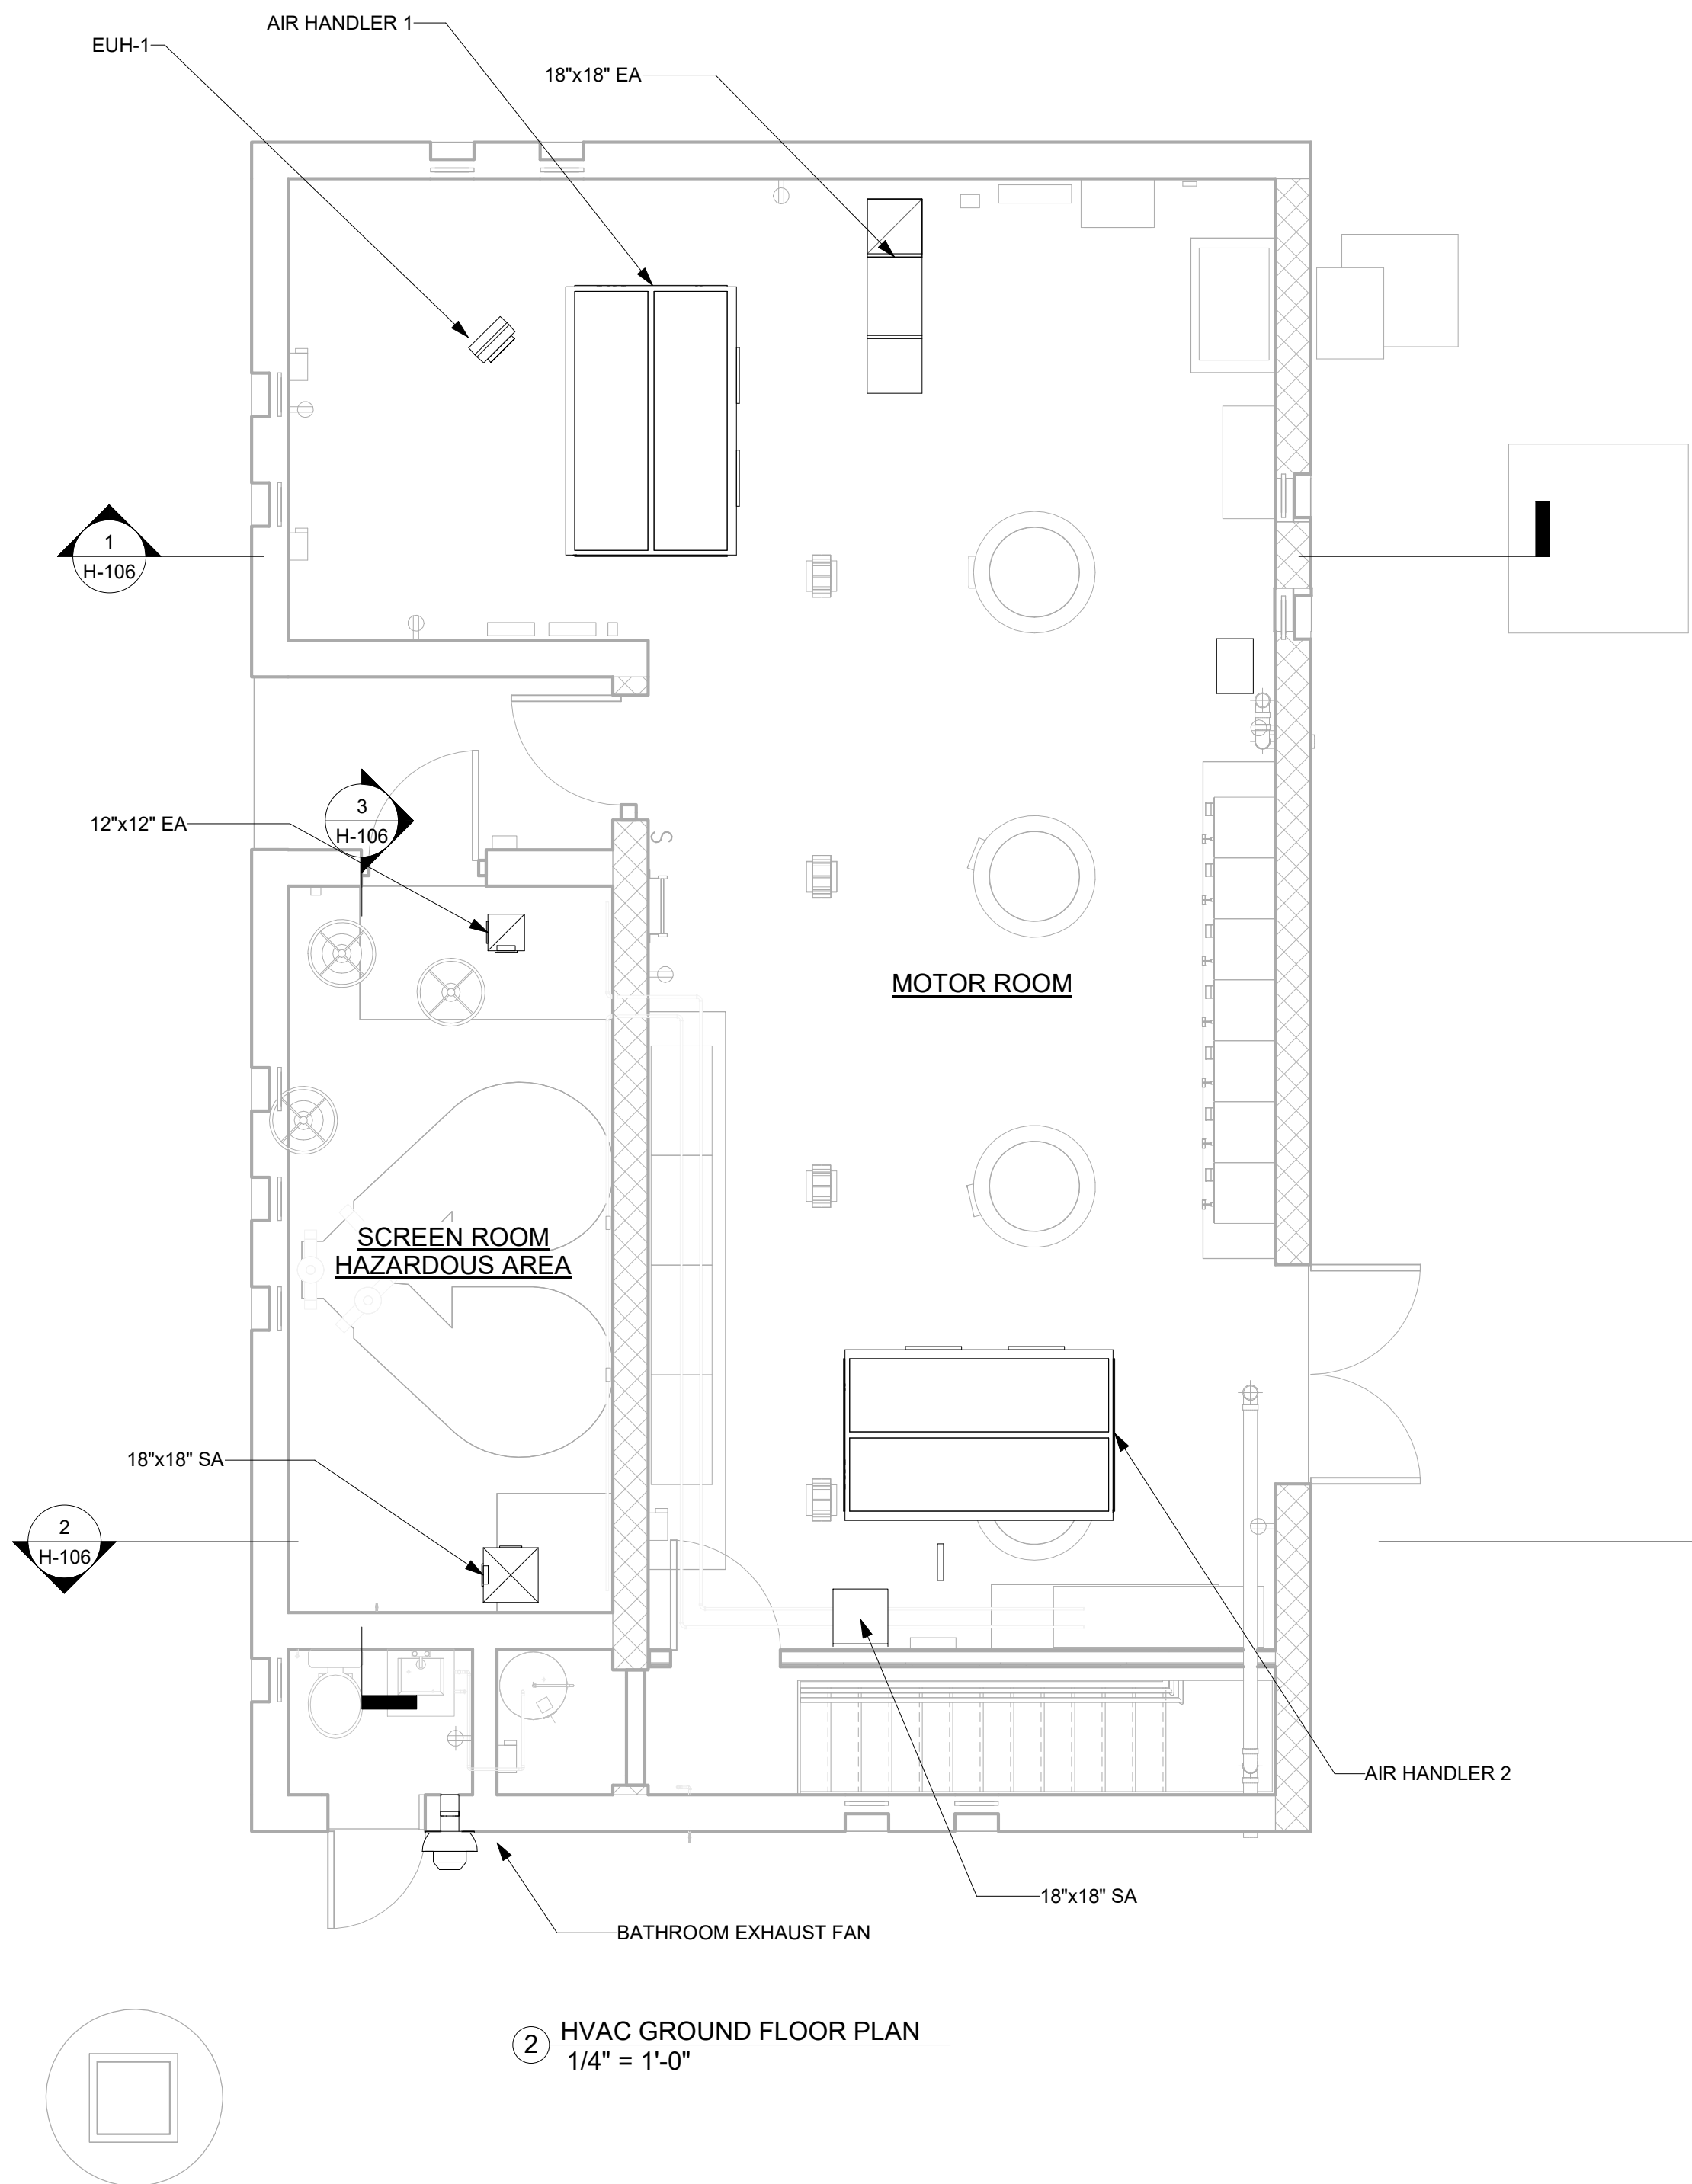 AIR HANDLER 1
EUH-1
18"x18" EA
1
H-106
3
H-106
12"x12" EA
S
MOTOR ROOM
SCREEN ROOM
HAZARDOUS AREA
18"x18" SA
2
H-106
AIR HANDLER 2
18"x18" SA
BATHROOM EXHAUST FAN
2
HVAC GROUND FLOOR PLAN
1/4" = 1'-0"